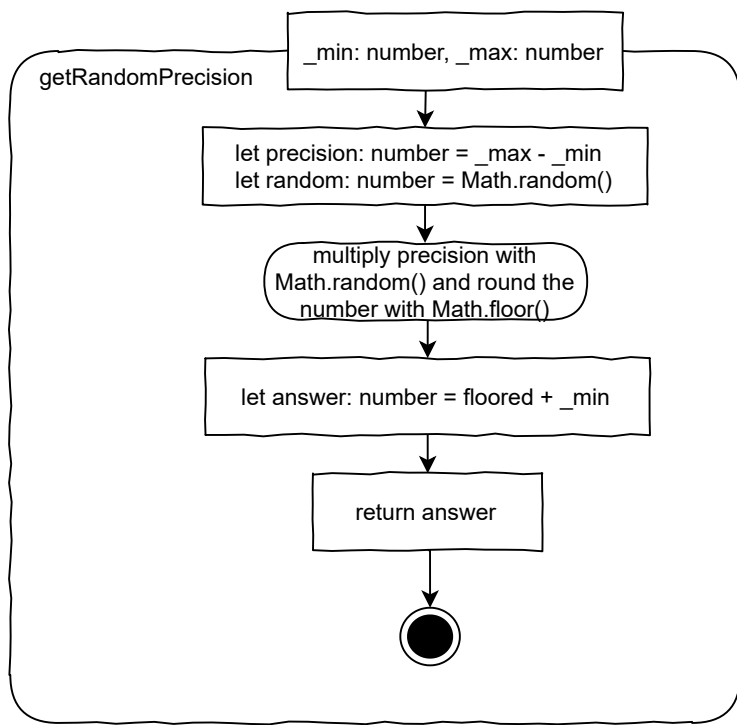 _min: number, _max: number
getRandomPrecision
let precision: number = _max - _min
let random: number = Math.random()
multiply precision with
Math.random() and round the
number with Math.floor()
let answer: number = floored + _min
return answer